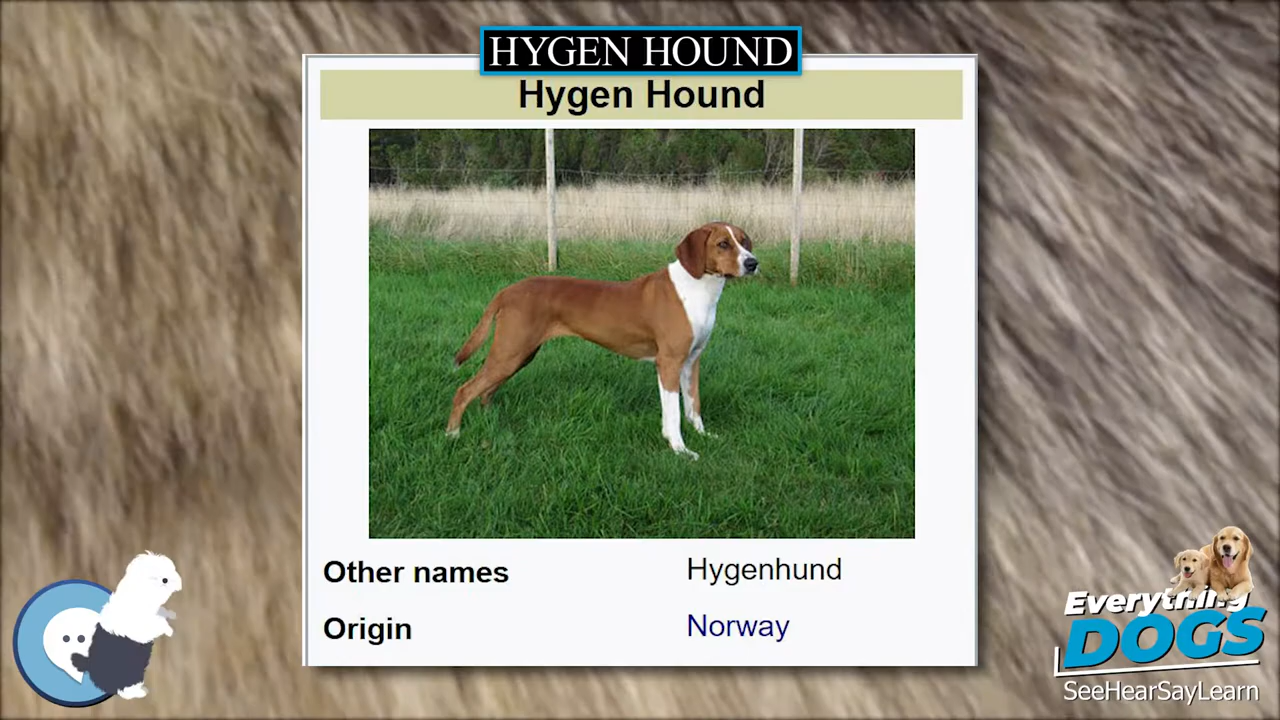 HYGEN HOUND
Hygen Hound
Other names Hygenhund
Origin Norway
Everything
DOGS
SeeHearSayLearn